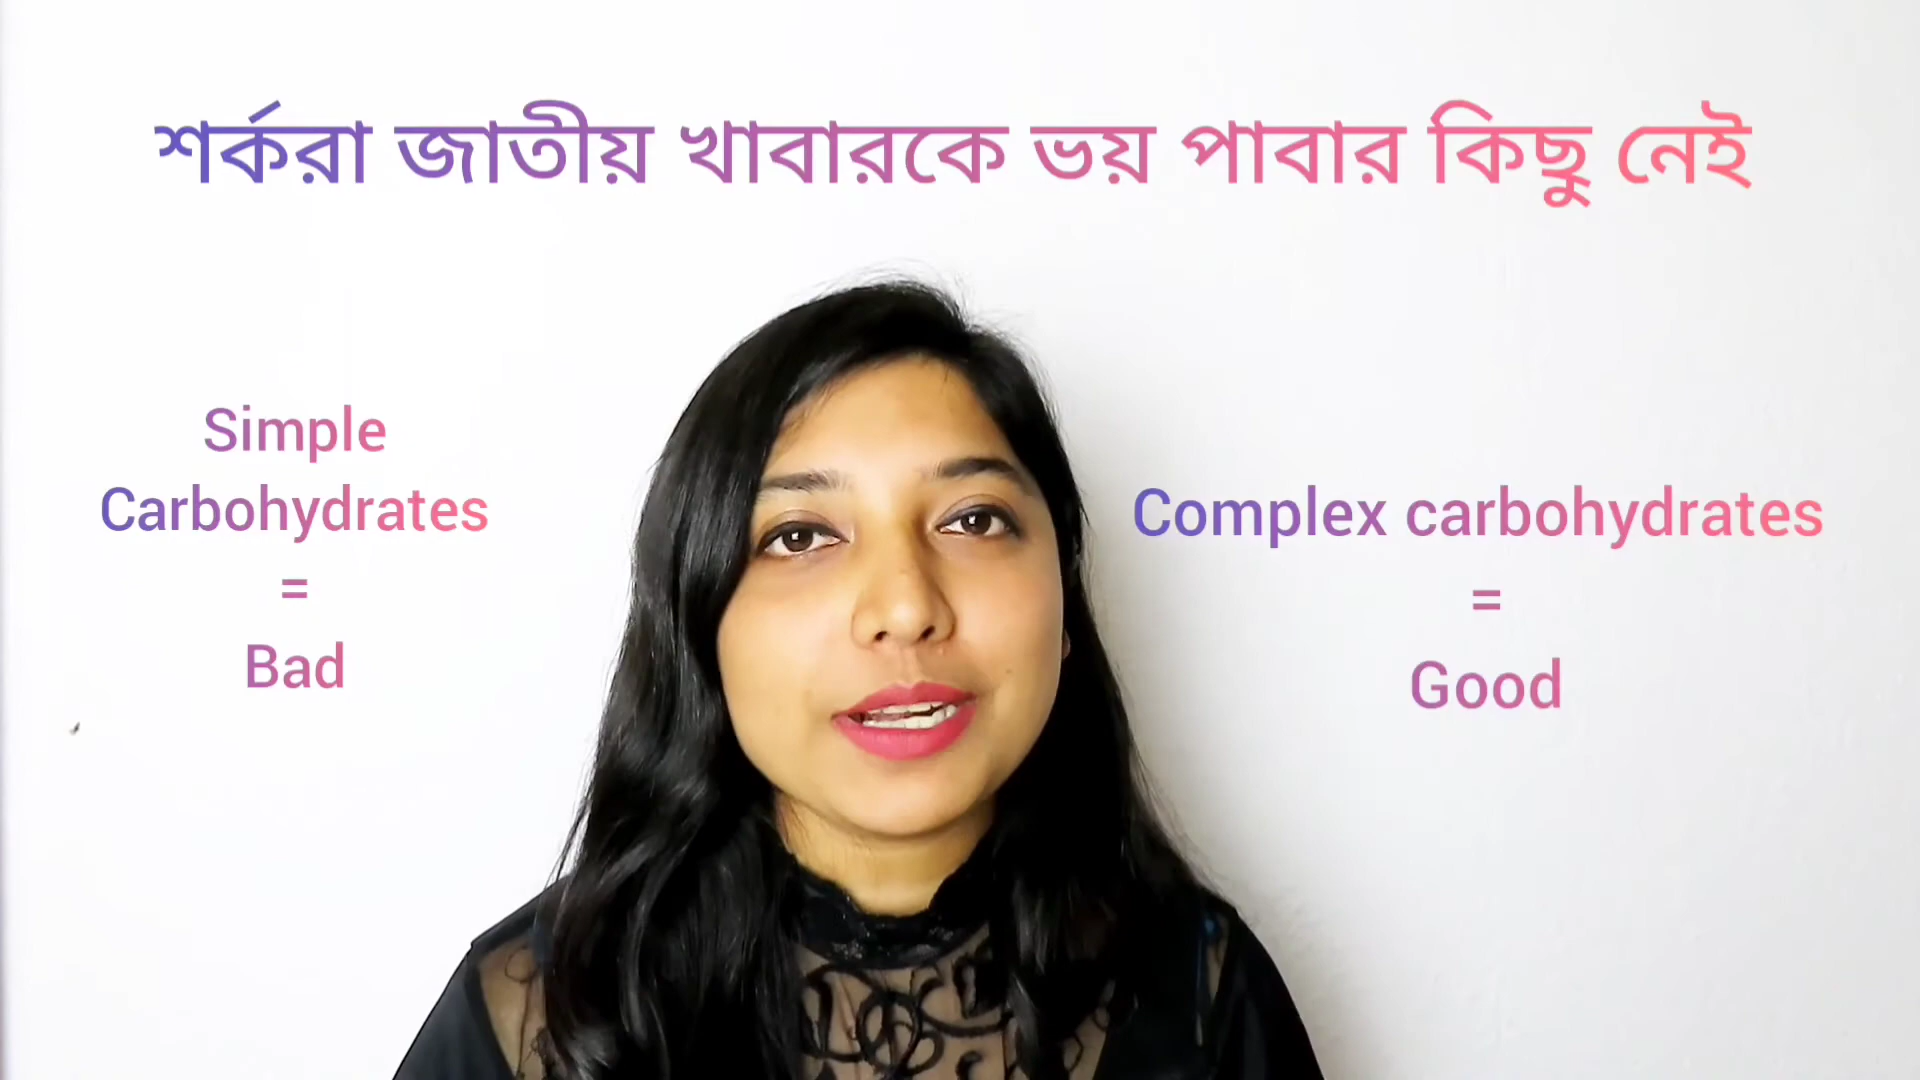 শর্করা জাতীয় খাবারকে ভয় পাবার কিছু নেই
Simple
Carbohydrates
=
Bad
Complex carbohydrates
=
Good